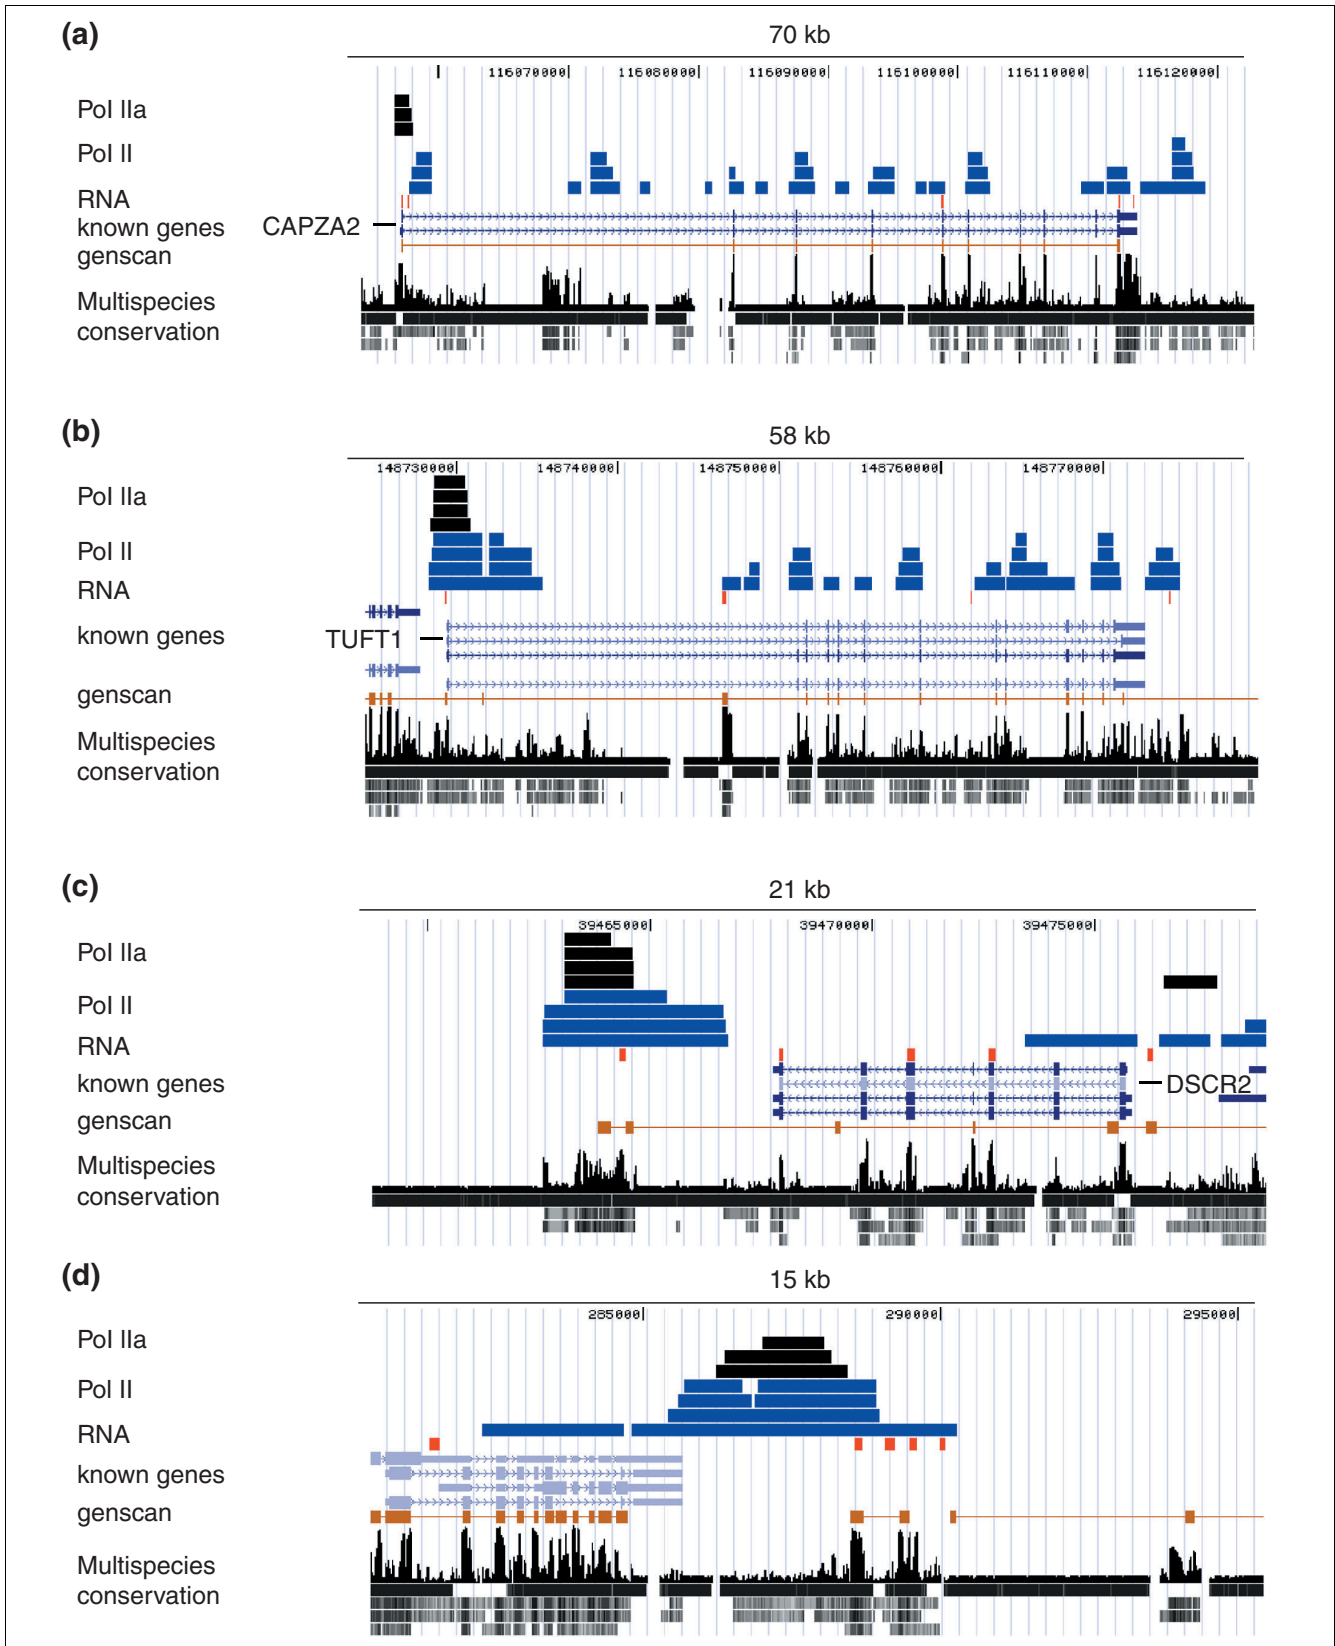 (a)
70 kb
116070000| 116080000| 116090000| 116100000| 116110000| 116120000|
Pol IIa
Pol II
RNA
known genes
CAPZA2
genscan
Multispecies
conservation
(b)
58 kb
148730000| 148740000| 148750000| 148760000| 148770000|
Pol IIa
Pol II
RNA
known genes
TUFT1
genscan
Multispecies
conservation
(c)
21 kb
39465000| 39470000| 39475000|
Pol IIa
Pol II
RNA
known genes
DSCR2
genscan
Multispecies
conservation
(d)
15 kb
285000| 290000| 295000|
Pol IIa
Pol II
RNA
known genes
genscan
Multispecies
conservation